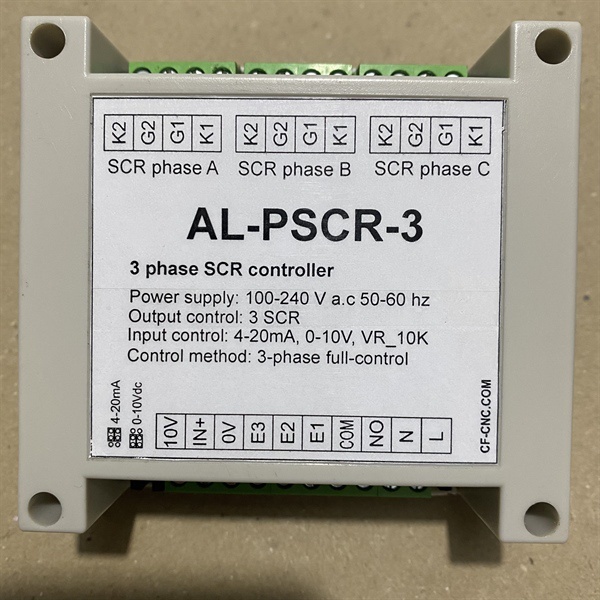 K2 G2 G1 K1 K2 G2 G1 K1 K2 G2 G1 K1
SCR phase A SCR phase B SCR phase C
AL-PSCR-3
3 phase SCR controller
Power supply: 100-240 V a.c 50-60 hz
Output control: 3 SCR
Input control: 4-20mA, 0-10V, VR_10K
Control method: 3-phase full-control
4-20mA
0-10Vdc
10V IN+ 0V E3 E2 E1 COM NO N L
CF-CNC.COM